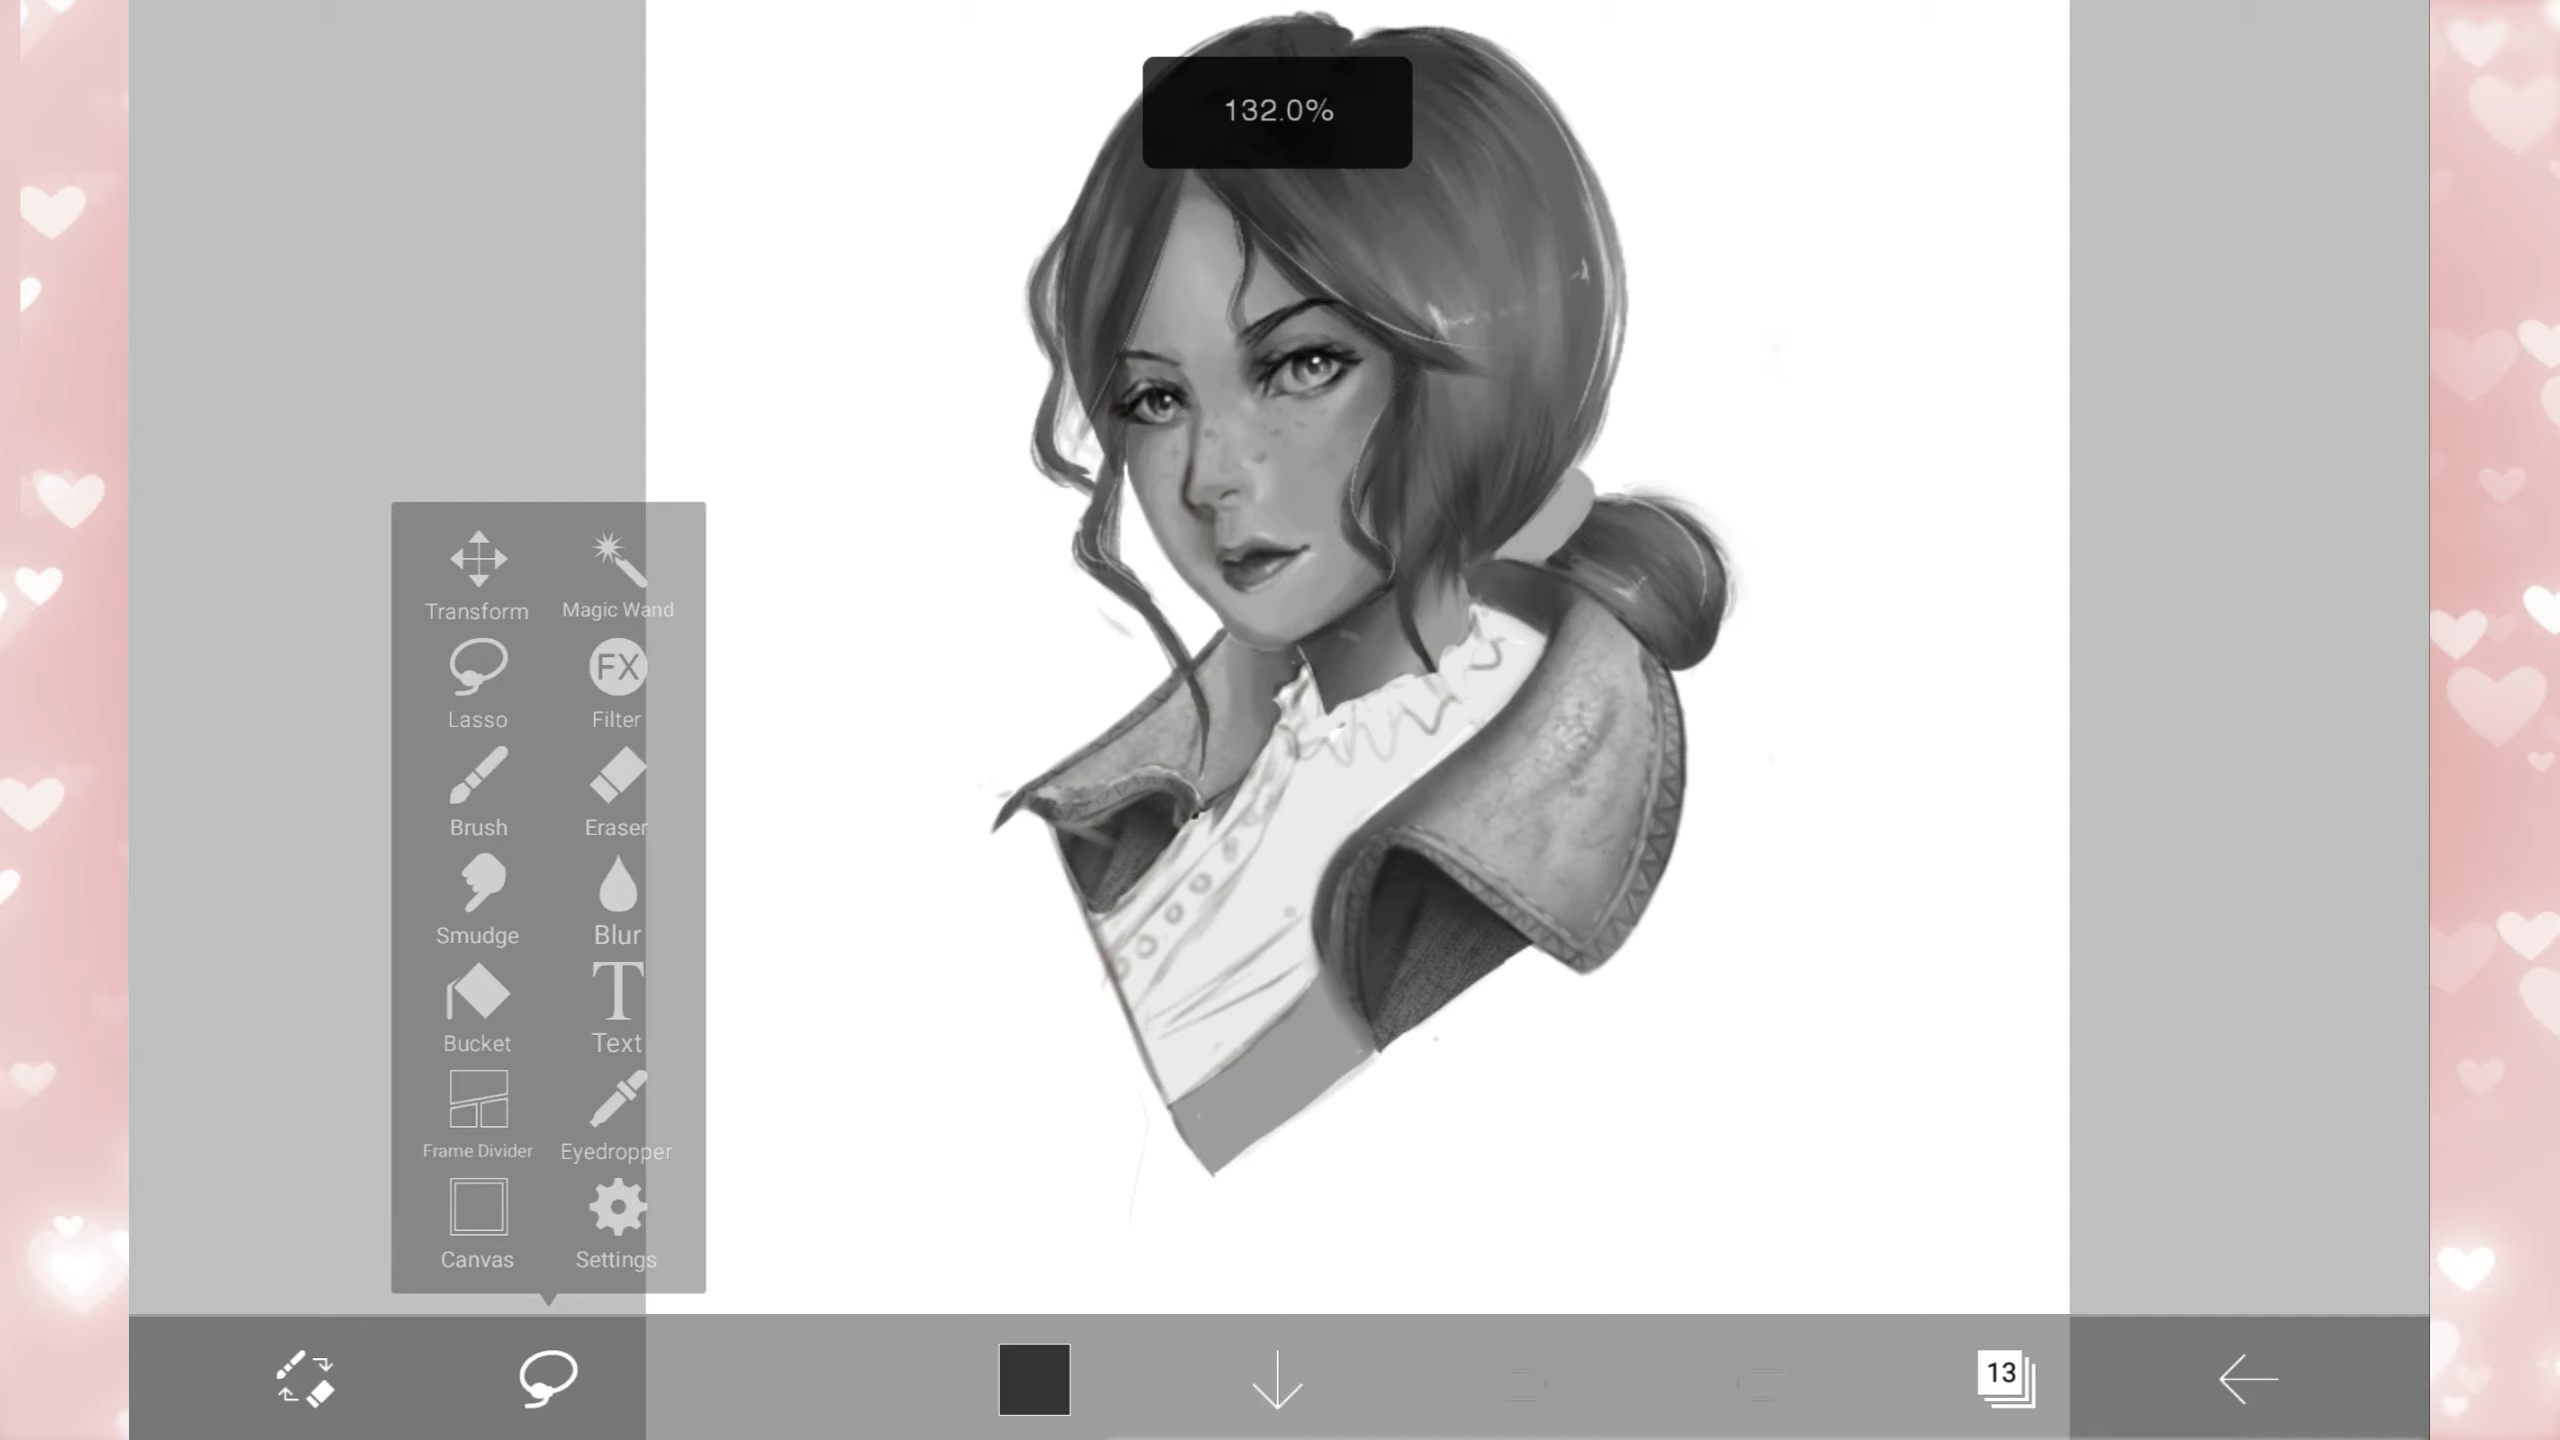 132.0%
Transform Magic Wand
Lasso FX Filter
Brush Eraser
Smudge Blur
Bucket T Text
Frame Divider Eyedropper
Canvas Settings
13